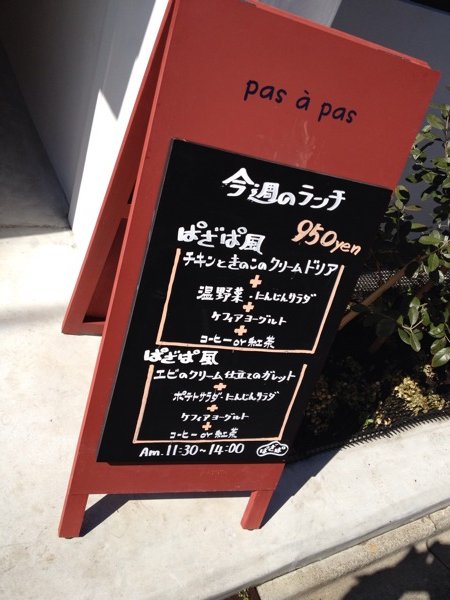 pas à pas
今週のランチ
950yen
ぱざぱ風
チキンときのこのクリームドリア
+
温野菜・にんじんサラダ
+
ケフィアヨーグルト
+
コーヒー or 紅茶
ぱざぱ風
エビのクリーム仕立てのガレット
+
ポテトサラダ・にんじんサラダ
+
ケフィアヨーグルト
+
コーヒー or 紅茶
Am. 11:30~14:00
ぱざぱ